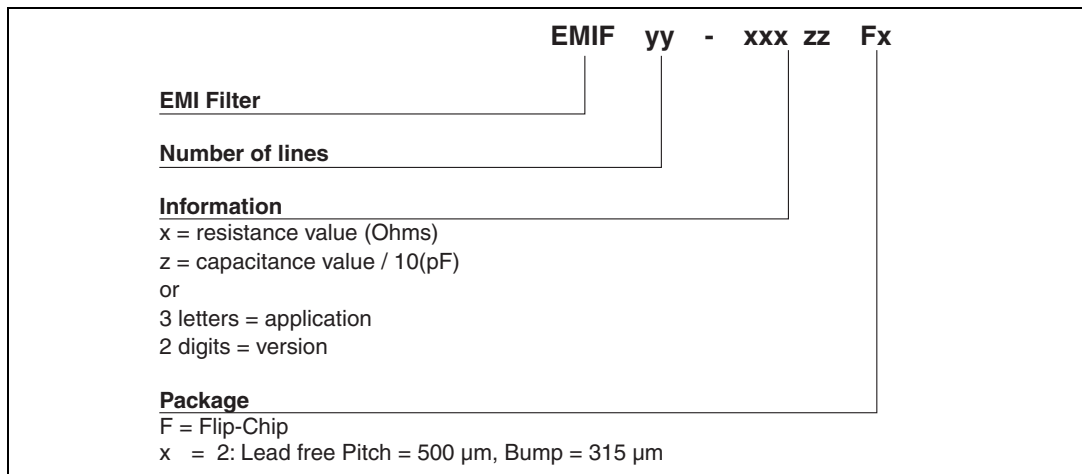 EMIF yy - xxx zz Fx
EMI Filter
Number of lines
Information
x = resistance value (Ohms)
z = capacitance value / 10(pF)
or
3 letters = application
2 digits = version
Package
F = Flip-Chip
x = 2: Lead free Pitch = 500 µm, Bump = 315 µm